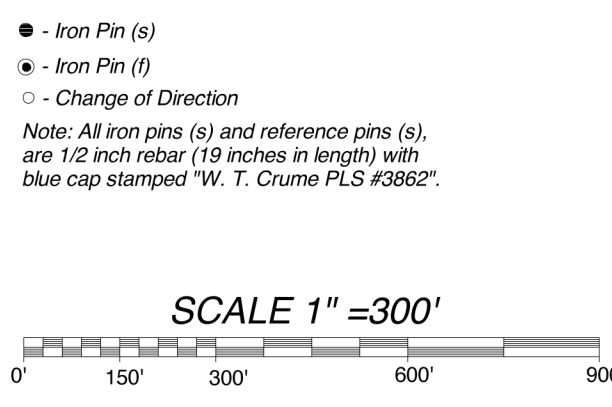 - Iron Pin (s)
- Iron Pin (f)
- Change of Direction
Note: All iron pins (s) and reference pins (s),
are 1/2 inch rebar (19 inches in length) with
blue cap stamped "W. T. Crume PLS #3862".
SCALE 1" =300'
0' 150' 300' 600' 900